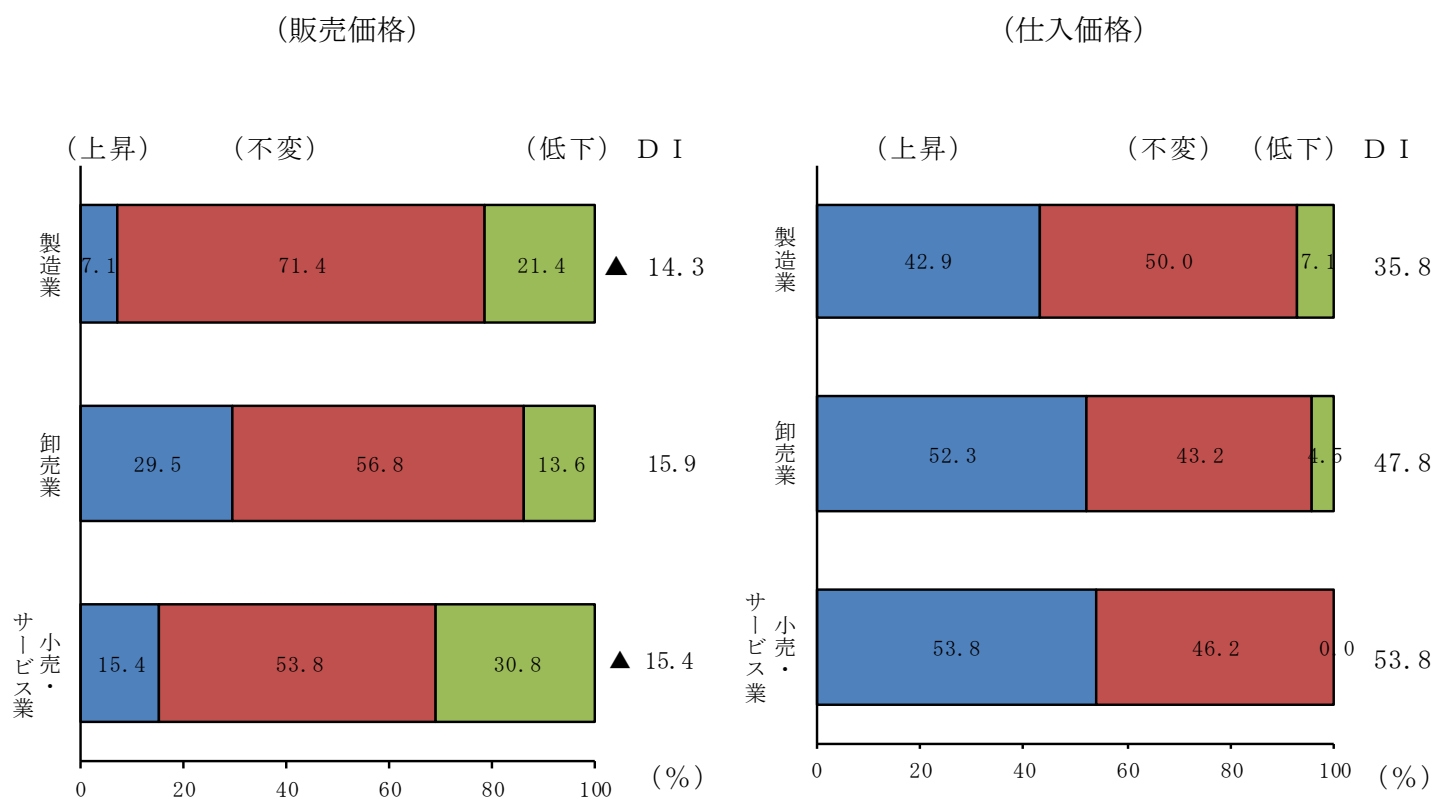 （販売価格）
（上昇） （不変） （低下） ＤＩ
製造業 7.1 71.4 21.4 ▲ 14.3
卸売業 29.5 56.8 13.6 15.9
小売・サービス業 15.4 53.8 30.8 ▲ 15.4
0 20 40 60 80 100 （%）
（仕入価格）
（上昇） （不変） （低下） ＤＩ
製造業 42.9 50.0 7.1 35.8
卸売業 52.3 43.2 4.5 47.8
小売・サービス業 53.8 46.2 0.0 53.8
0 20 40 60 80 100 （%）